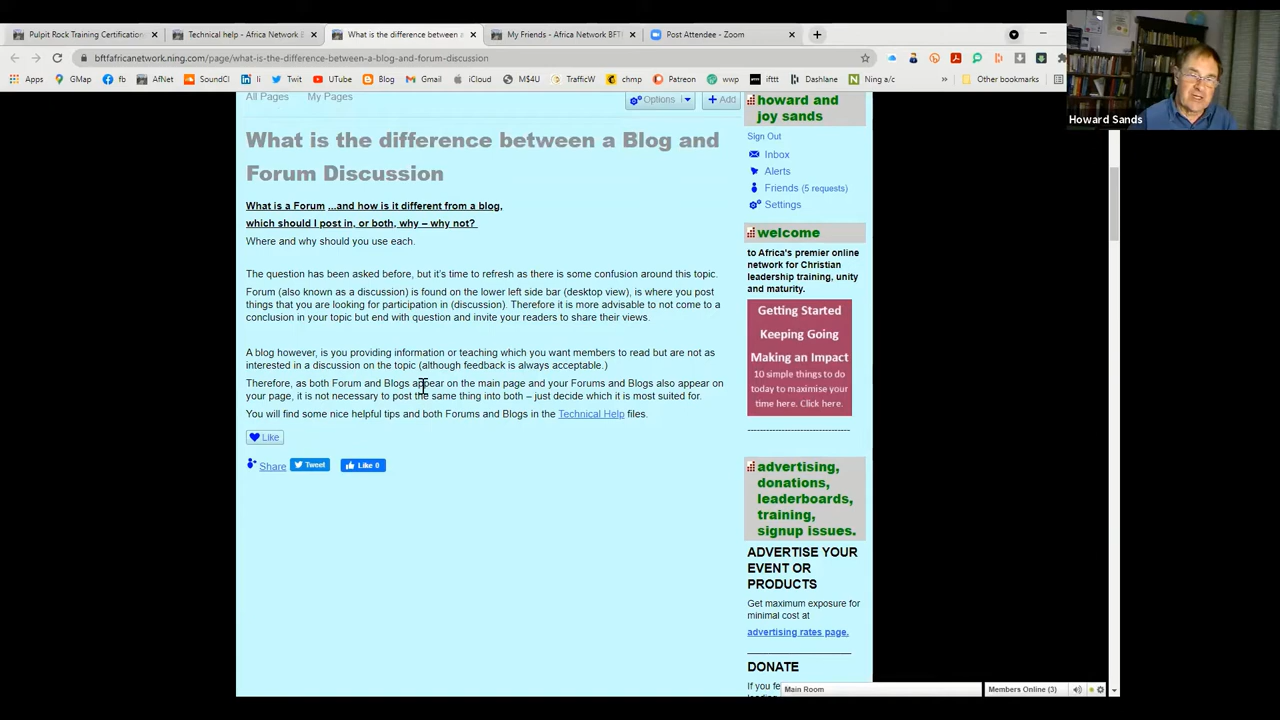 Pulpit Rock Training Certification
Technical help - Africa Network B
What is the difference between a
My Friends - Africa Network BFT
Post Attendee - Zoom
bftfafricanetwork.ning.com/page/what-is-the-difference-between-a-blog-and-forum-discussion
Apps
GMap
fb
AfNet
SoundCl
li
Twit
UTube
Blog
Gmail
iCloud
M$4U
TrafficW
chmp
Patreon
wwp
ifttt
Dashlane
Ning a/c
Other bookmarks
Howard Sands
All Pages
My Pages
Options
Add
What is the difference between a Blog and
Forum Discussion
What is a Forum ...and how is it different from a blog,
which should I post in, or both, why – why not?
Where and why should you use each.
The question has been asked before, but it's time to refresh as there is some confusion around this topic.
Forum (also known as a discussion) is found on the lower left side bar (desktop view), is where you post
things that you are looking for participation in (discussion). Therefore it is more advisable to not come to a
conclusion in your topic but end with question and invite your readers to share their views.
A blog however, is you providing information or teaching which you want members to read but are not as
interested in a discussion on the topic (although feedback is always acceptable.)
Therefore, as both Forum and Blogs appear on the main page and your Forums and Blogs also appear on
your page, it is not necessary to post the same thing into both – just decide which it is most suited for.
You will find some nice helpful tips and both Forums and Blogs in the Technical Help files.
Like
Share
Tweet
Like 0
howard and
joy sands
Sign Out
Inbox
Alerts
Friends (5 requests)
Settings
welcome
to Africa's premier online
network for Christian
leadership training, unity
and maturity.
Getting Started
Keeping Going
Making an Impact
10 simple things to do
today to maximise your
time here. Click here.
advertising,
donations,
leaderboards,
training,
signup issues.
ADVERTISE YOUR
EVENT OR
PRODUCTS
Get maximum exposure for
minimal cost at
advertising rates page.
DONATE
If you fe
Main Room
Members Online (3)